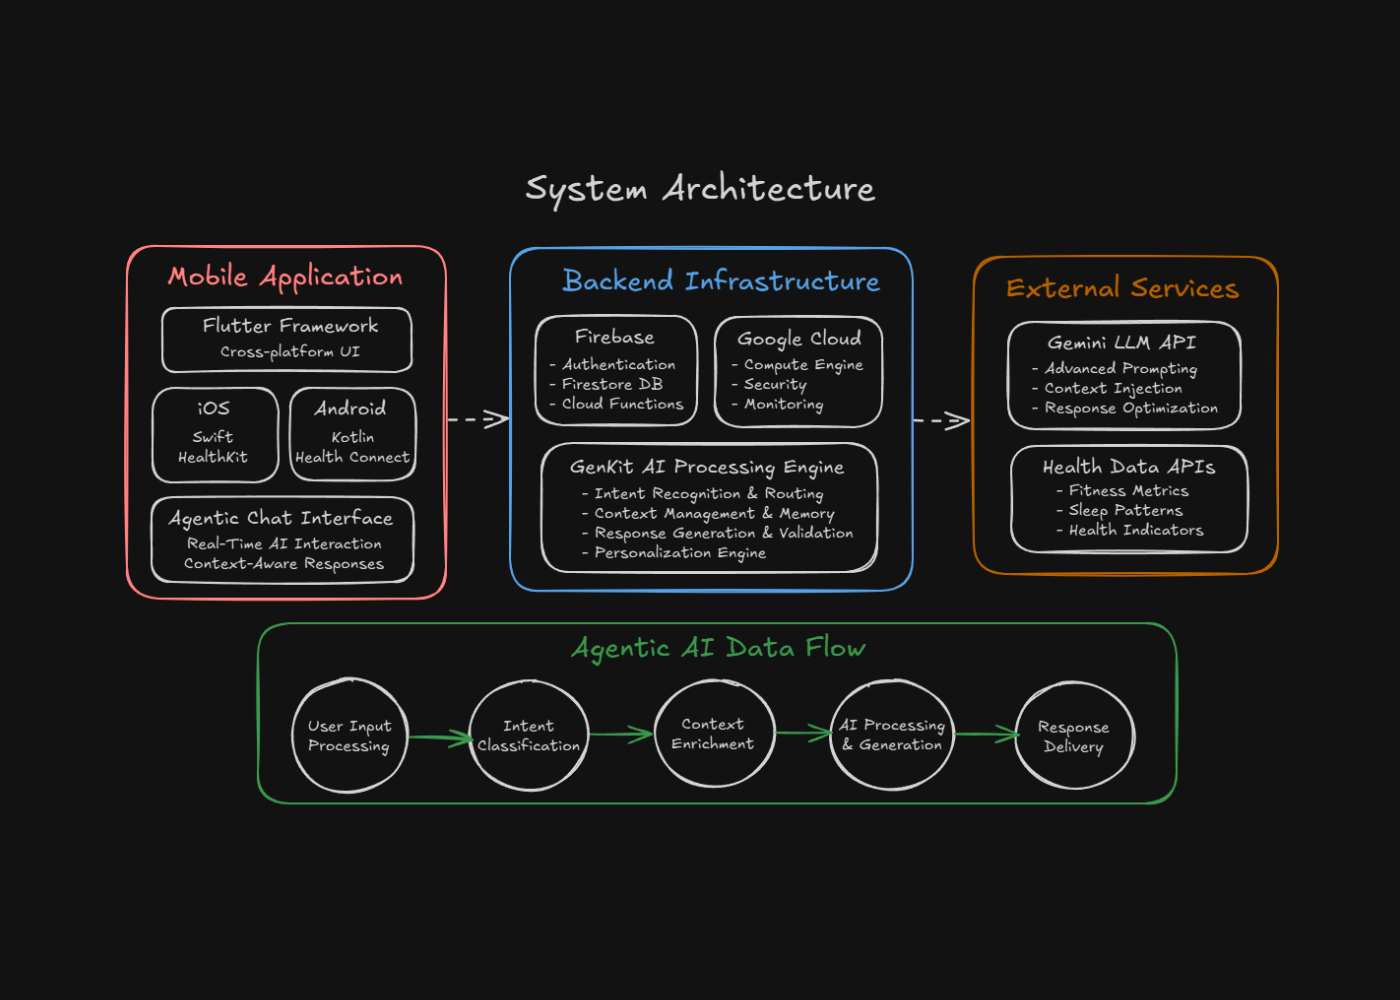 System Architecture
Mobile Application
Flutter Framework
Cross-platform UI
iOS
Swift
HealthKit
Android
Kotlin
Health Connect
Agentic Chat Interface
Real-Time AI Interaction
Context-Aware Responses
Backend Infrastructure
Firebase
- Authentication
- Firestore DB
- Cloud Functions
Google Cloud
- Compute Engine
- Security
- Monitoring
GenKit AI Processing Engine
- Intent Recognition & Routing
- Context Management & Memory
- Response Generation & Validation
- Personalization Engine
External Services
Gemini LLM API
- Advanced Prompting
- Context Injection
- Response Optimization
Health Data APIs
- Fitness Metrics
- Sleep Patterns
- Health Indicators
Agentic AI Data Flow
User Input
Processing
Intent
Classification
Context
Enrichment
AI Processing
& Generation
Response
Delivery